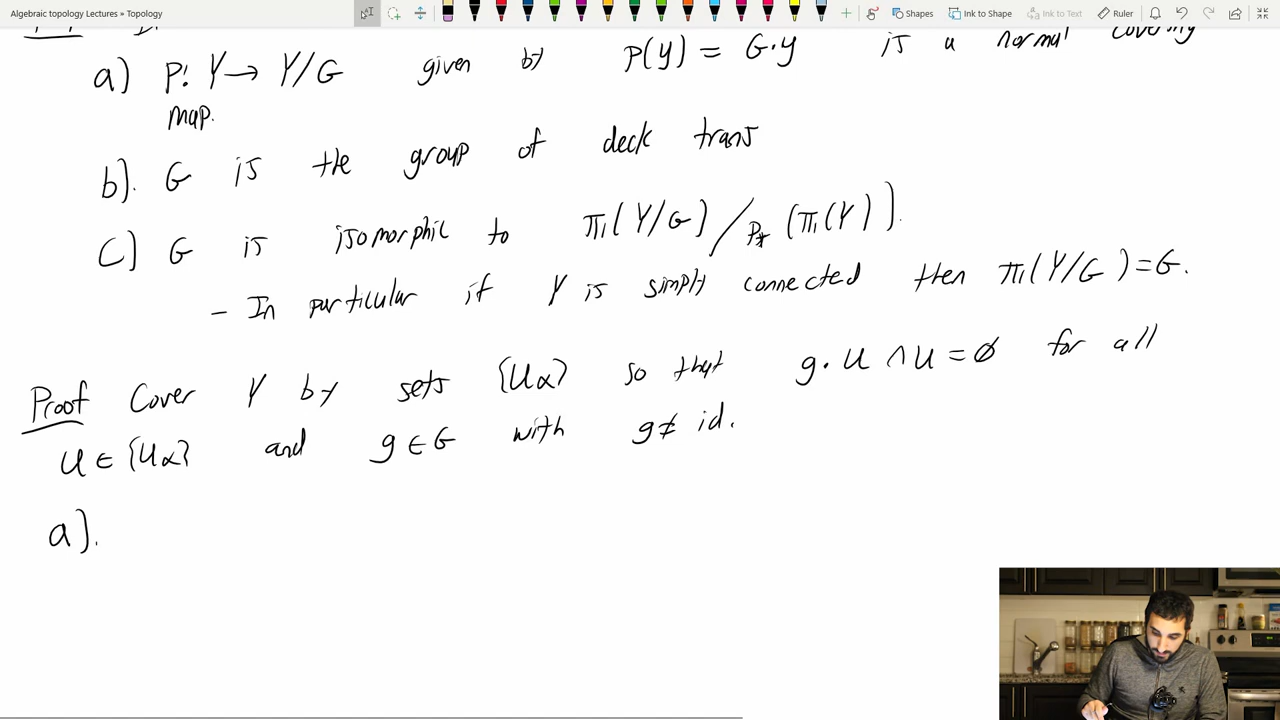 Algebraic topology Lectures » Topology
Shapes Ink to Shape Ink to Text Ruler
a) P: Y→ Y/G given by P(y) = G·y is a normal covering
map.
b). G is the group of deck trans
c) G is isomorphic to π1(Y/G)/P*(π1(Y)).
- In particular if Y is simply connected then π1(Y/G)=G.
Proof Cover Y by sets {Uα} so that g·U∩U=∅ for all
U∈{Uα} and g∈G with g≠id.
a).